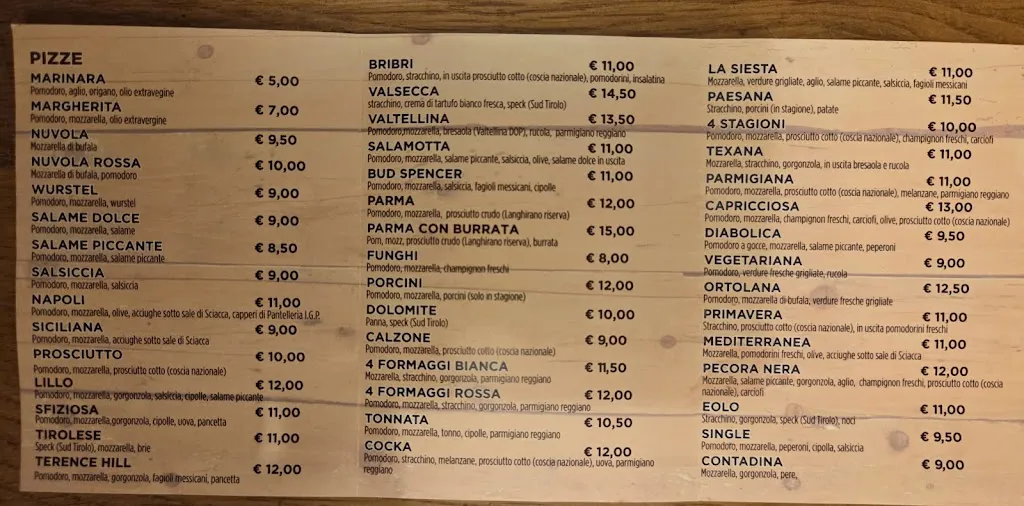 PIZZE
MARINARA € 5,00
Pomodoro, aglio, origano, olio extravergine
MARGHERITA € 7,00
Pomodoro, mozzarella, olio extravergine
NUVOLA € 9,50
Mozzarella di bufala
NUVOLA ROSSA € 10,00
Mozzarella di bufala, pomodoro
WURSTEL € 9,00
Pomodoro, mozzarella, wurstel
SALAME DOLCE € 9,00
Pomodoro, mozzarella, salame
SALAME PICCANTE € 8,50
Pomodoro, mozzarella, salame piccante
SALSICCIA € 9,00
Pomodoro, mozzarella, salsiccia
NAPOLI € 11,00
Pomodoro, mozzarella, olive, acciughe sotto sale di Sciacca, capperi di Pantelleria I.G.P.
SICILIANA € 9,00
Pomodoro, mozzarella, acciughe sotto sale di Sciacca
PROSCIUTTO € 10,00
Pomodoro, mozzarella, prosciutto cotto (coscia nazionale)
LILLO € 12,00
Pomodoro, mozzarella, gorgonzola, salsiccia, cipolle, salame piccante
SFIZIOSA € 11,00
Pomodoro, mozzarella,gorgonzola, cipolle, uova, pancetta
TIROLESE € 11,00
Speck (Sud Tirolo), mozzarella, brie
TERENCE HILL € 12,00
Pomodoro, mozzarella, gorgonzola, fagioli messicani, pancetta
BRIBRI € 11,00
Pomodoro, stracchino, in uscita prosciutto cotto (coscia nazionale), pomodorini, insalatina
VALSECCA € 14,50
stracchino, crema di tartufo bianco fresca, speck (Sud Tirolo)
VALTELLINA € 13,50
Pomodoro,mozzarella, bresaola (Valtellina DOP), rucola, parmigiano reggiano
SALAMOTTA € 11,00
Pomodoro, mozzarella, salame piccante, salsiccia, olive, salame dolce in uscita
BUD SPENCER € 11,00
Pomodoro, mozzarella, salsiccia, fagioli messicani, cipolle
PARMA € 12,00
Pomodoro, mozzarella, prosciutto crudo (Langhirano riserva)
PARMA CON BURRATA € 15,00
Pom, mozz, prosciutto crudo (Langhirano riserva), burrata
FUNGHI € 8,00
Pomodoro, mozzarella, champignon freschi
PORCINI € 12,00
Pomodoro, mozzarella, porcini (solo in stagione)
DOLOMITE € 10,00
Panna, speck (Sud Tirolo)
CALZONE € 9,00
Pomodoro, mozzarella, prosciutto cotto (coscia nazionale)
4 FORMAGGI BIANCA € 11,50
Mozzarella, stracchino, gorgonzola, parmigiano reggiano
4 FORMAGGI ROSSA € 12,00
Pomodoro, mozzarella, stracchino, gorgonzola, parmigiano reggiano
TONNATA € 10,50
Pomodoro, mozzarella, tonno, cipolle, parmigiano reggiano
COCKA € 12,00
Pomodoro, stracchino, melanzane, prosciutto cotto (coscia nazionale), uova, parmigiano
reggiano
LA SIESTA € 11,00
Mozzarella, verdure grigliate, aglio, salame piccante, salsiccia, fagioli messicani
PAESANA € 11,50
Stracchino, porcini (in stagione), patate
4 STAGIONI € 10,00
Pomodoro, mozzarella, prosciutto cotto (coscia nazionale), champignon freschi, carciofi
TEXANA € 11,00
Mozzarella, stracchino, gorgonzola, in uscita bresaola e rucola
PARMIGIANA € 11,00
Pomodoro, mozzarella, prosciutto cotto (coscia nazionale), melanzane, parmigiano reggiano
CAPRICCIOSA € 13,00
Pomodoro, mozzarella, champignon freschi, carciofi, olive, prosciutto cotto (coscia nazionale)
DIABOLICA € 9,50
Pomodoro a gocce, mozzarella, salame piccante, peperoni
VEGETARIANA € 9,00
Pomodoro, verdure fresche grigliate, rucola
ORTOLANA € 12,50
Pomodoro, mozzarella di bufala, verdure fresche grigliate
PRIMAVERA € 11,00
Stracchino, prosciutto cotto (coscia nazionale), in uscita pomodorini freschi
MEDITERRANEA € 11,00
Mozzarella, pomodorini freschi, olive, acciughe sotto sale di Sciacca
PECORA NERA € 12,00
Mozzarella, salame piccante, gorgonzola, aglio, champignon freschi, prosciutto cotto (coscia
nazionale), carciofi
EOLO € 11,00
Stracchino, gorgonzola, speck (Sud Tirolo), noci
SINGLE € 9,50
Pomodoro, mozzarella, peperoni, cipolla, salsiccia
CONTADINA € 9,00
Mozzarella, gorgonzola, pere,